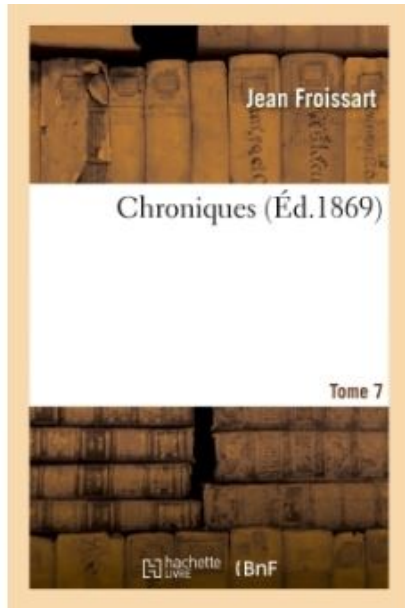 Jean Froissart
Chroniques (Éd.1869)
Tome 7
hachette
LIVRE
(BnF